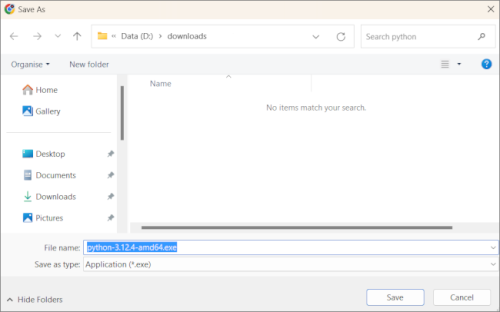 Save As
« Data (D:) > downloads
Search python
Organise
New folder
Home
Gallery
Desktop
Documents
Downloads
Pictures
Name
No items match your search.
File name: python-3.12.4-amd64.exe
Save as type: Application (*.exe)
Hide Folders
Save
Cancel